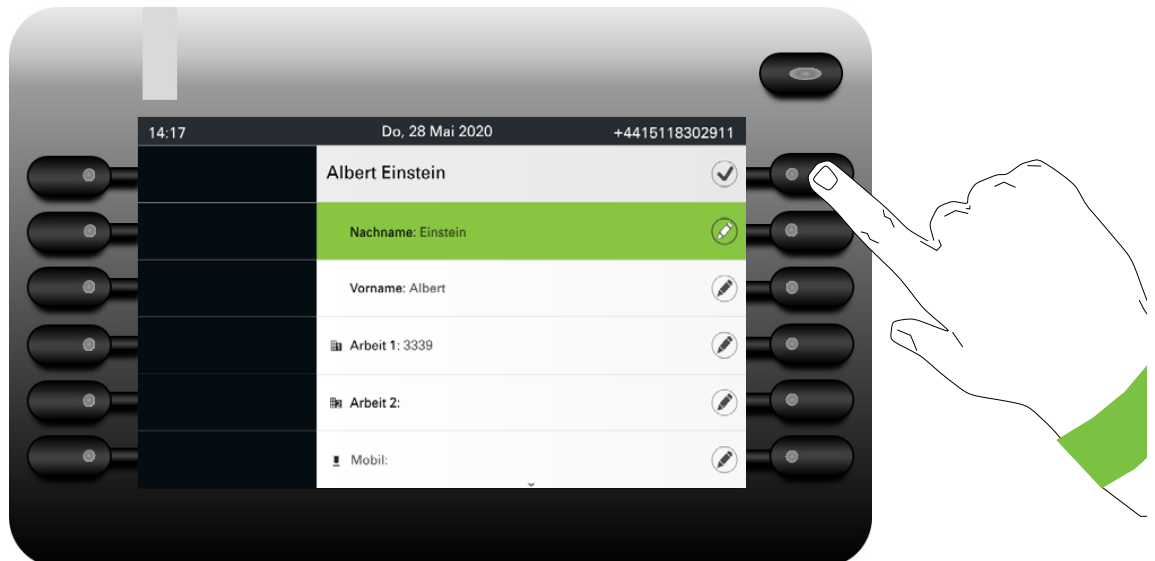 14:17 Do, 28 Mai 2020 +4415118302911
Albert Einstein
Nachname: Einstein
Vorname: Albert
Arbeit 1: 3339
Arbeit 2:
Mobil: